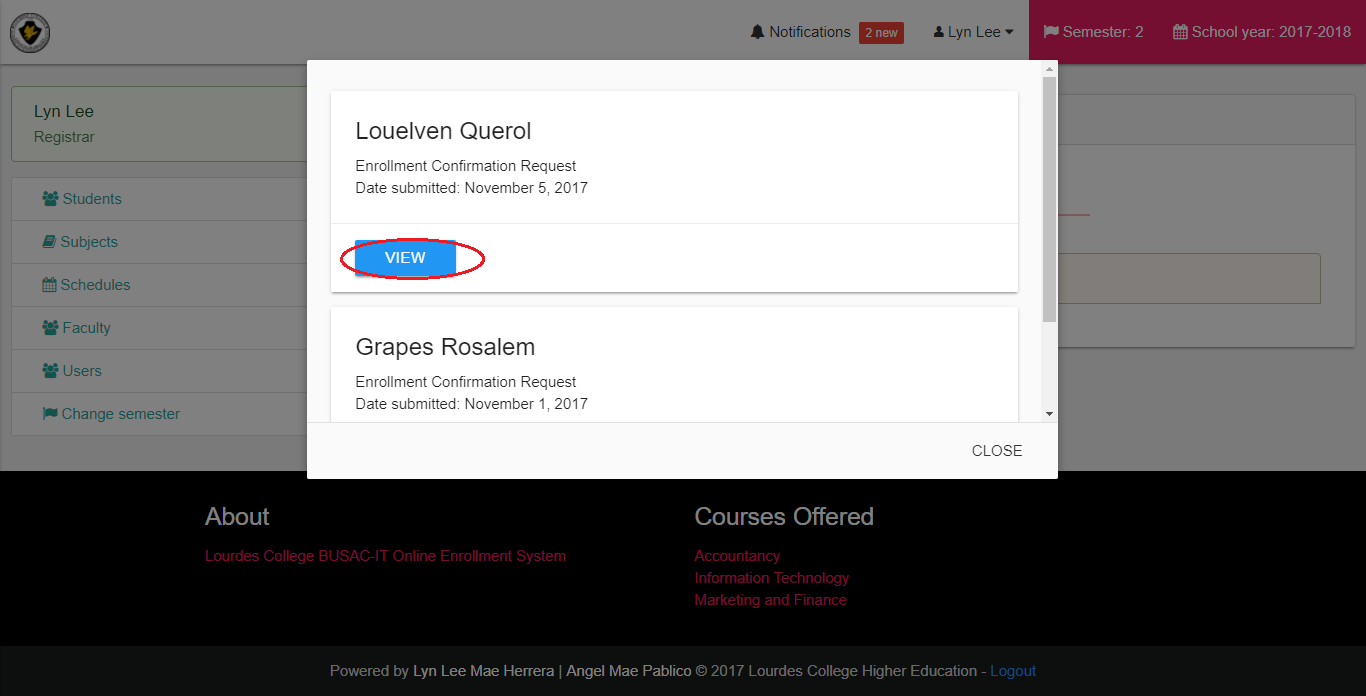 Notifications 2 new Lyn Lee Semester: 2 School year: 2017-2018
Lyn Lee
Registrar
Students
Subjects
Schedules
Faculty
Users
Change semester
Louelven Querol
Enrollment Confirmation Request
Date submitted: November 5, 2017
VIEW
Grapes Rosalem
Enrollment Confirmation Request
Date submitted: November 1, 2017
CLOSE
About
Lourdes College BUSAC-IT Online Enrollment System
Courses Offered
Accountancy
Information Technology
Marketing and Finance
Powered by Lyn Lee Mae Herrera | Angel Mae Pablico © 2017 Lourdes College Higher Education - Logout